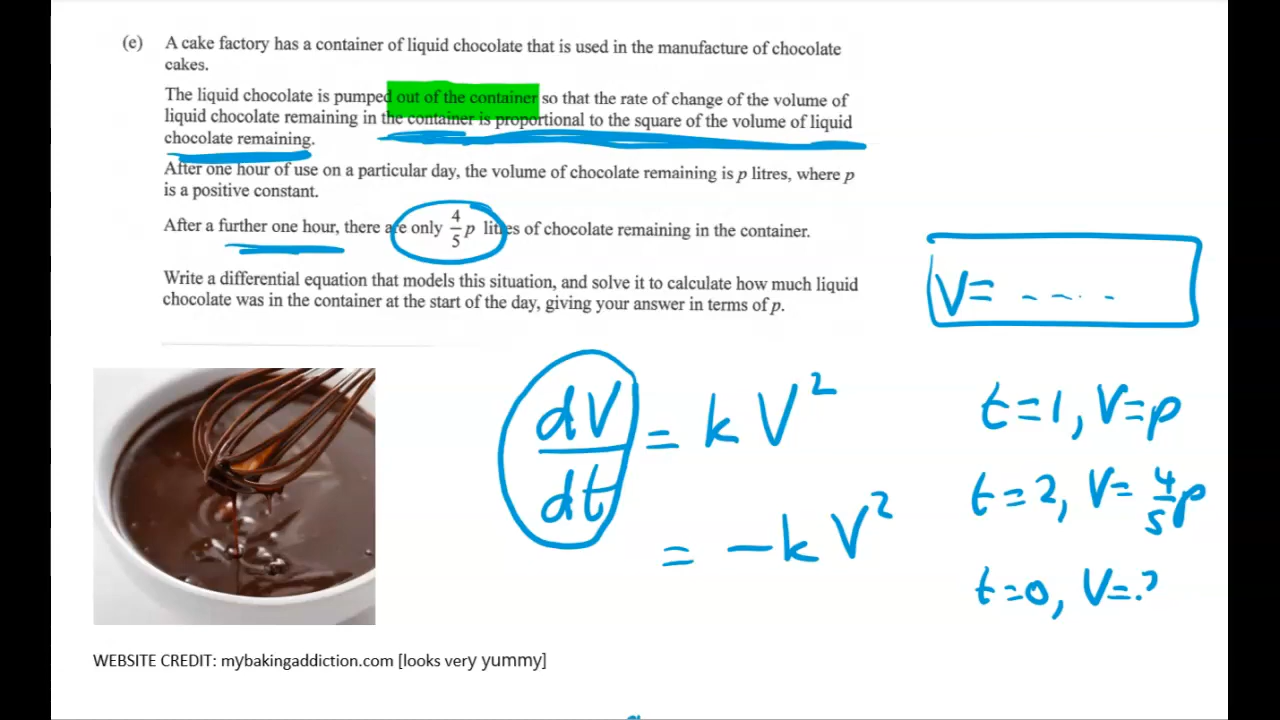 (e) A cake factory has a container of liquid chocolate that is used in the manufacture of chocolate
cakes.
The liquid chocolate is pumped out of the container so that the rate of change of the volume of
liquid chocolate remaining in the container is proportional to the square of the volume of liquid
chocolate remaining.
After one hour of use on a particular day, the volume of chocolate remaining is p litres, where p
is a positive constant.
After a further one hour, there are only 4/5 p litres of chocolate remaining in the container.
Write a differential equation that models this situation, and solve it to calculate how much liquid
chocolate was in the container at the start of the day, giving your answer in terms of p.
V= .....
dV/dt = kV²
= -kV²
t=1, V=p
t=2, V= 4/5 p
t=0, V=?
WEBSITE CREDIT: mybakingaddiction.com [looks very yummy]